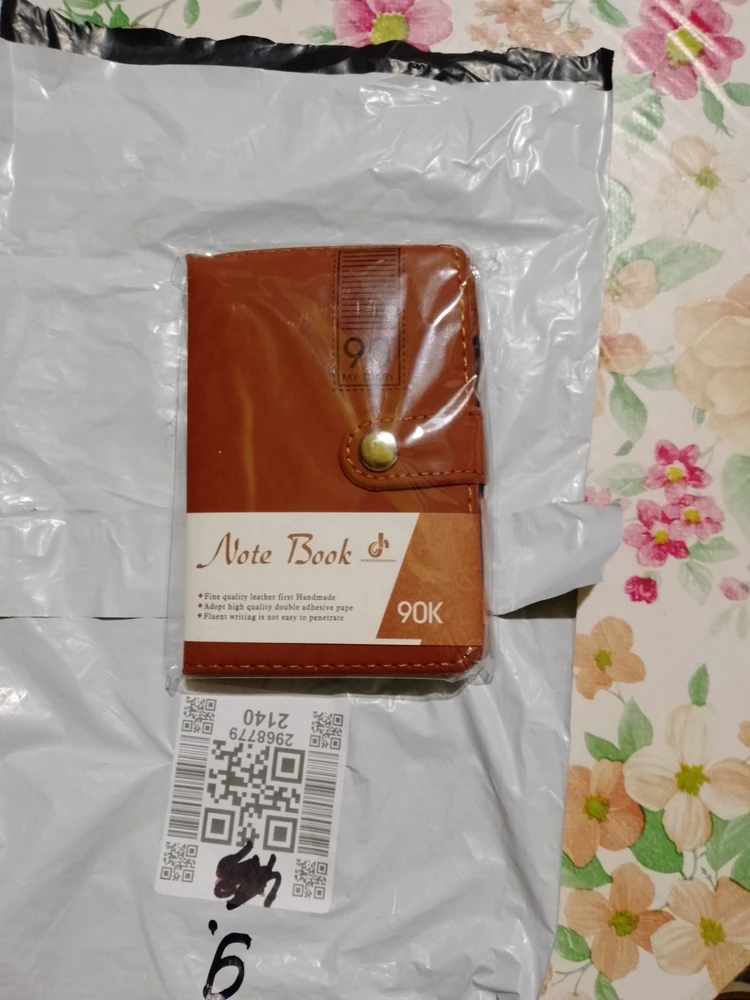 90
Note Book
Fine quality leather first Handmade
Adopt high quality double adhesive pape
Fluent writing is not easy to penetrate
90K
2968779
2140